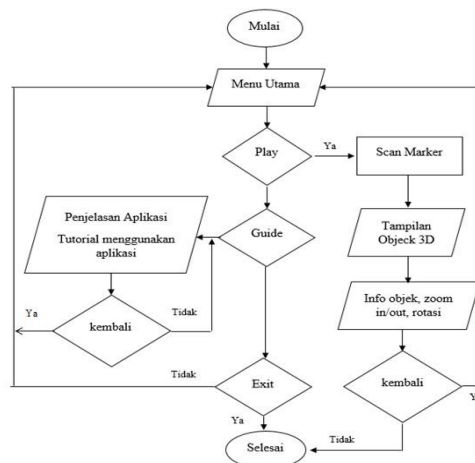 Mulai
Menu Utama
Play
Ya
Scan Marker
Penjelasan Aplikasi
Tutorial menggunakan
aplikasi
Guide
Tampilan
Objeck 3D
Info objek, zoom
in/out, rotasi
Ya
kembali
Tidak
Tidak
Exit
kembali
Ya
Tidak
Selesai